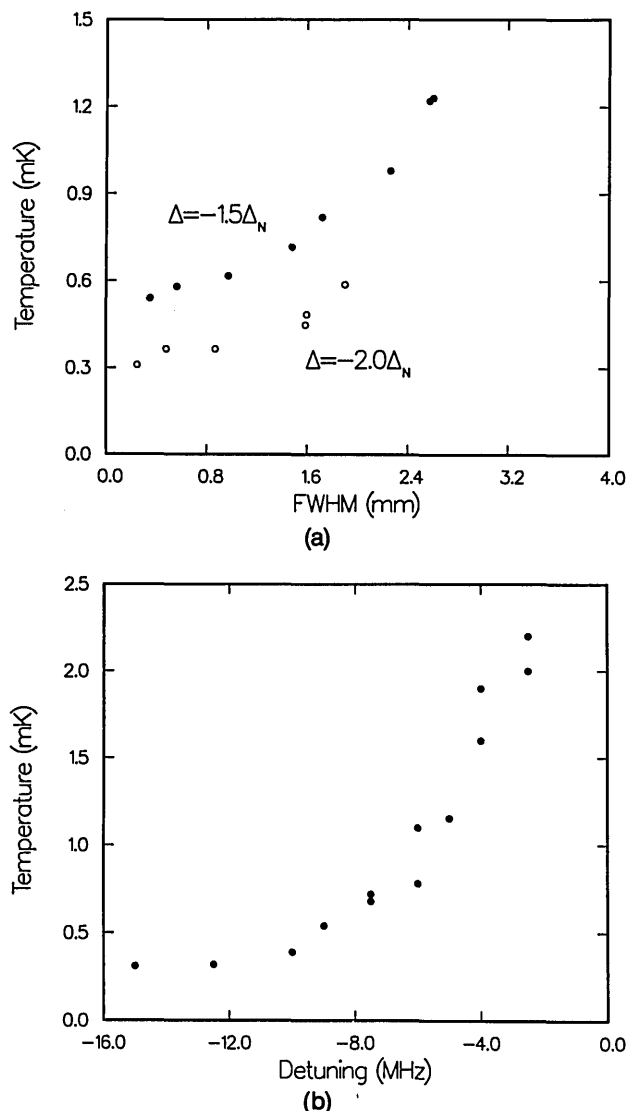 1.5
1.2
0.9
0.6
0.3
0.0
Temperature (mK)
Δ=−1.5Δ_N
Δ=−2.0Δ_N
0.0 0.8 1.6 2.4 3.2 4.0
FWHM (mm)
(a)
2.5
2.0
1.5
1.0
0.5
0.0
Temperature (mK)
−16.0 −12.0 −8.0 −4.0 0.0
Detuning (MHz)
(b)